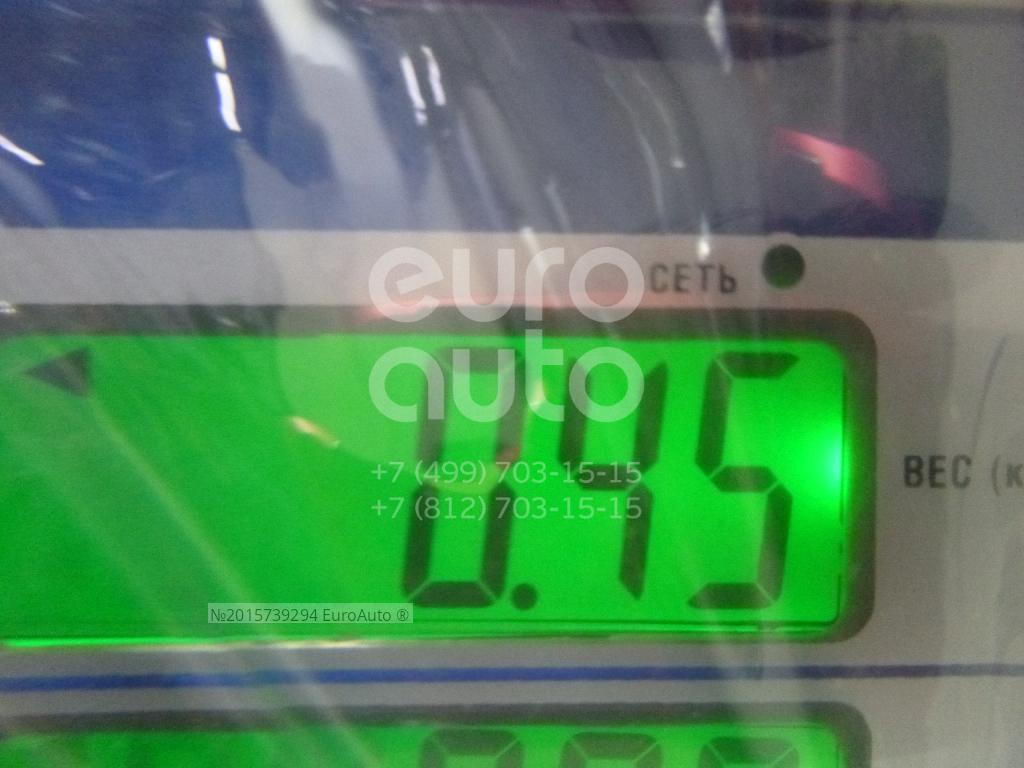 СЕТЬ
euro
auto
0.45
ВЕС (к
+7 (499) 703-15-15
+7 (812) 703-15-15
№2015739294 EuroAuto ®